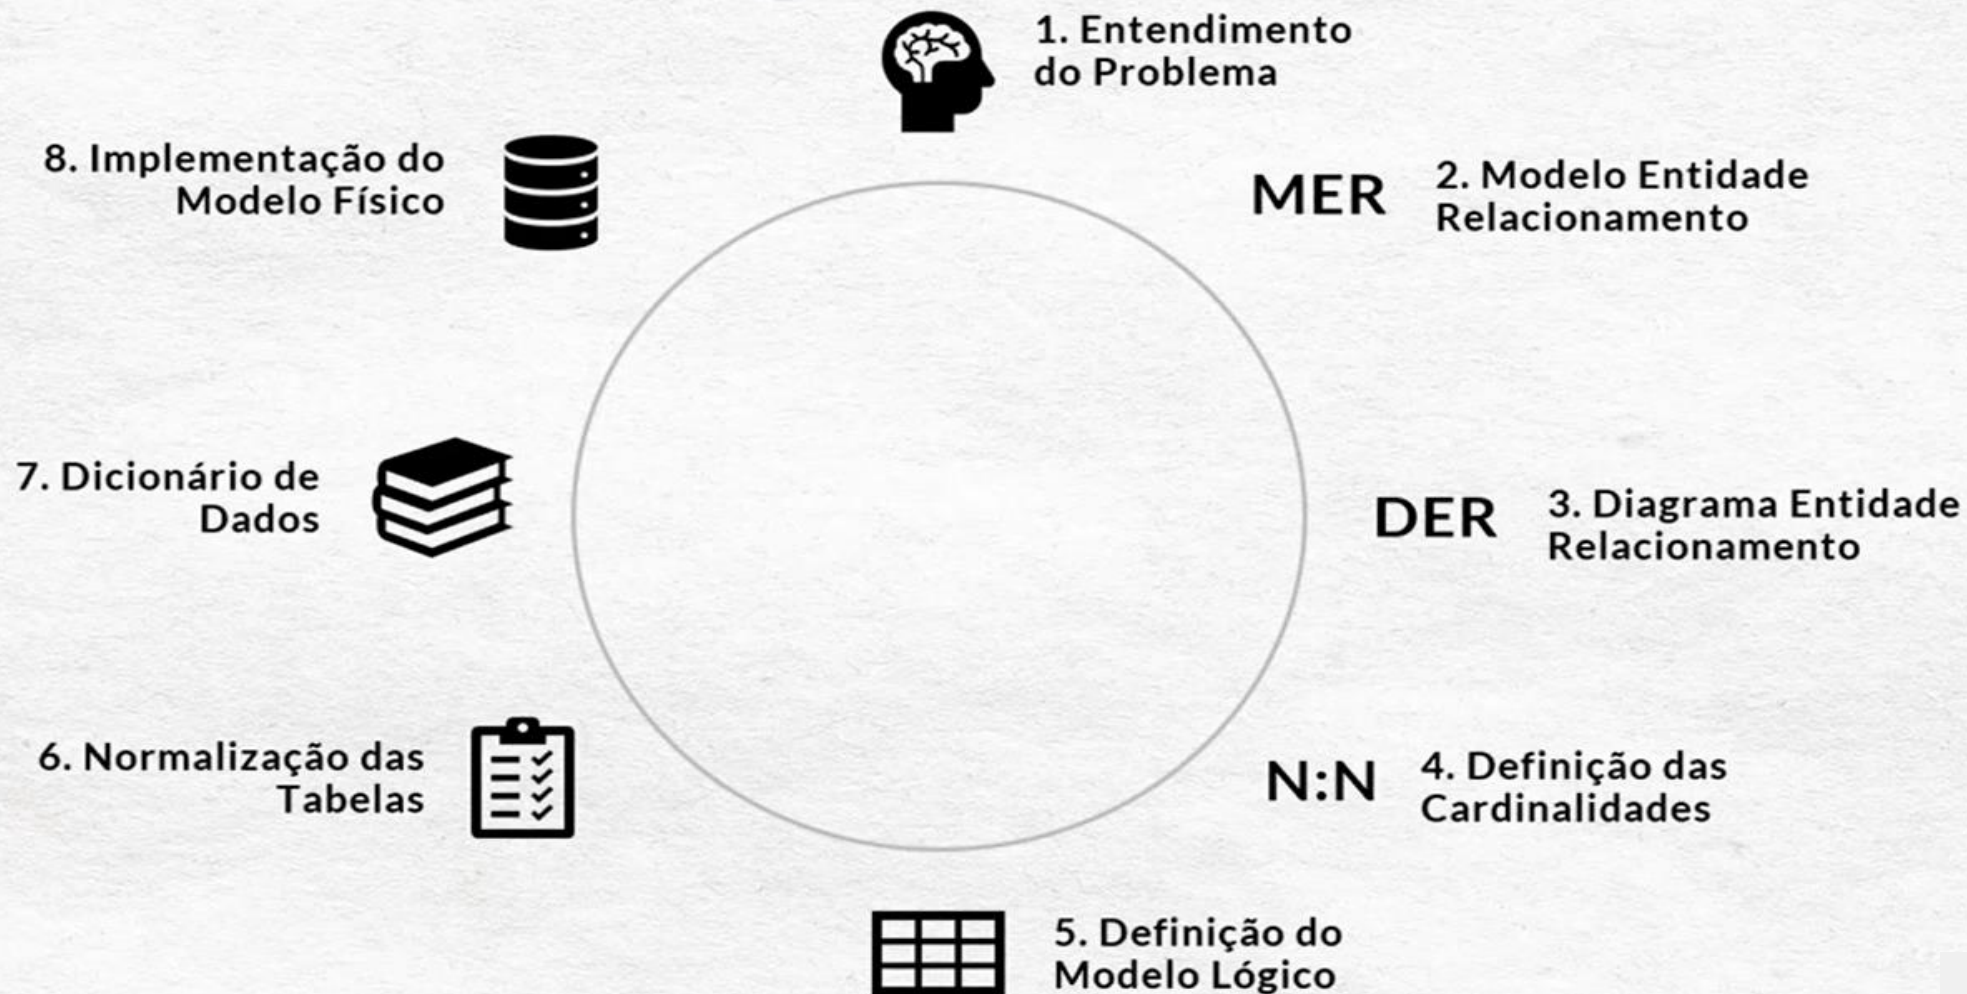 1. Entendimento
do Problema
MER
2. Modelo Entidade
Relacionamento
DER
3. Diagrama Entidade
Relacionamento
N:N
4. Definição das
Cardinalidades
5. Definição do
Modelo Lógico
6. Normalização das
Tabelas
7. Dicionário de
Dados
8. Implementação do
Modelo Físico